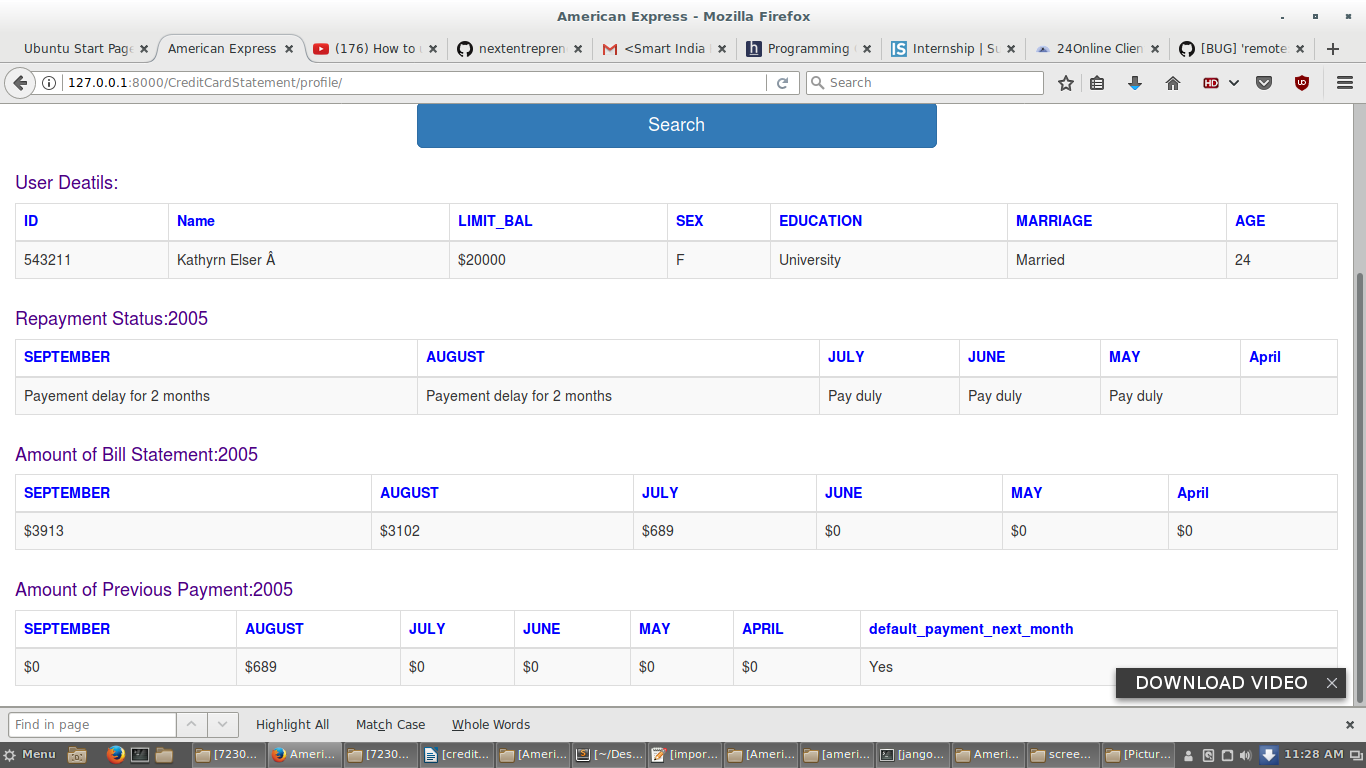 American Express - Mozilla Firefox
Ubuntu Start Page American Express (176) How to nextentrepren <Smart India Programming Internship | Su 24Online Clien [BUG] 'remote
127.0.0.1:8000/CreditCardStatement/profile/ Search HD
Search
User Deatils:
ID Name LIMIT_BAL SEX EDUCATION MARRIAGE AGE
543211 Kathyrn Elser Â $20000 F University Married 24
Repayment Status:2005
SEPTEMBER AUGUST JULY JUNE MAY April
Payement delay for 2 months Payement delay for 2 months Pay duly Pay duly Pay duly
Amount of Bill Statement:2005
SEPTEMBER AUGUST JULY JUNE MAY April
$3913 $3102 $689 $0 $0 $0
Amount of Previous Payment:2005
SEPTEMBER AUGUST JULY JUNE MAY APRIL default_payment_next_month
$0 $689 $0 $0 $0 $0 Yes
DOWNLOAD VIDEO
Find in page Highlight All Match Case Whole Words
Menu [7230... Ameri... [7230... [credit... [Ameri... [~/Des... [impor... [Ameri... [ameri... [jango... Ameri... scree... [Pictur... 11:28 AM